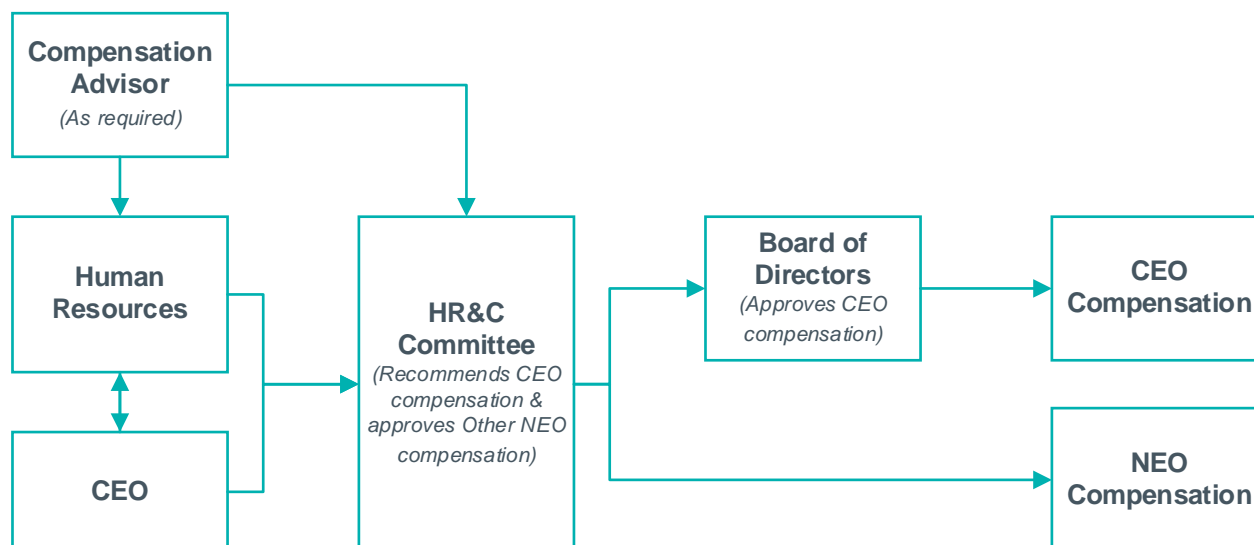 Compensation
Advisor
(As required)
Human
Resources
CEO
HR&C
Committee
(Recommends CEO
compensation &
approves Other NEO
compensation)
Board of
Directors
(Approves CEO
compensation)
CEO
Compensation
NEO
Compensation